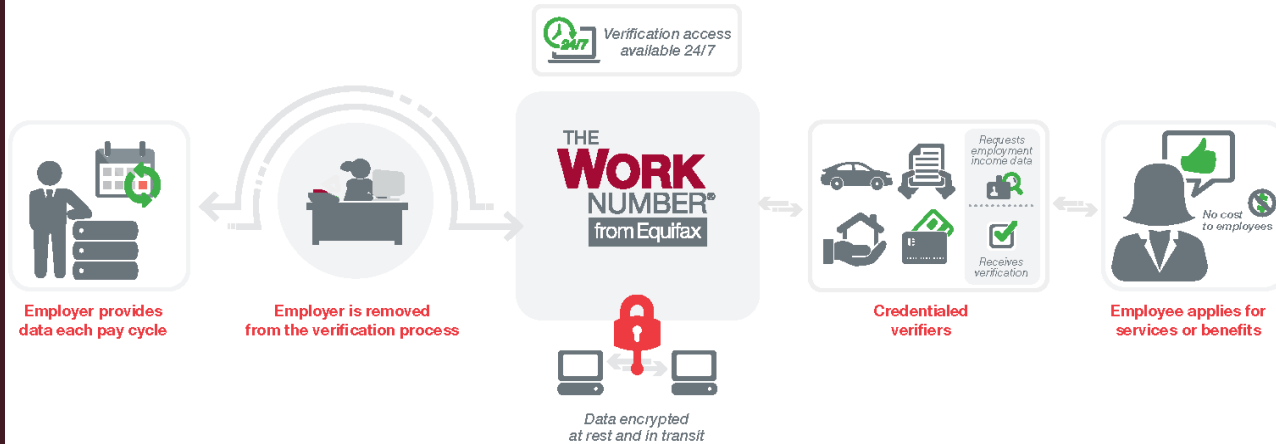 24/7
Verification access
available 24/7
THE
WORK
NUMBER®
from Equifax
Requests
employment
income data
Receives
verification
No cost
to employees
Employer provides
data each pay cycle
Employer is removed
from the verification process
Credentialed
verifiers
Employee applies for
services or benefits
Data encrypted
at rest and in transit